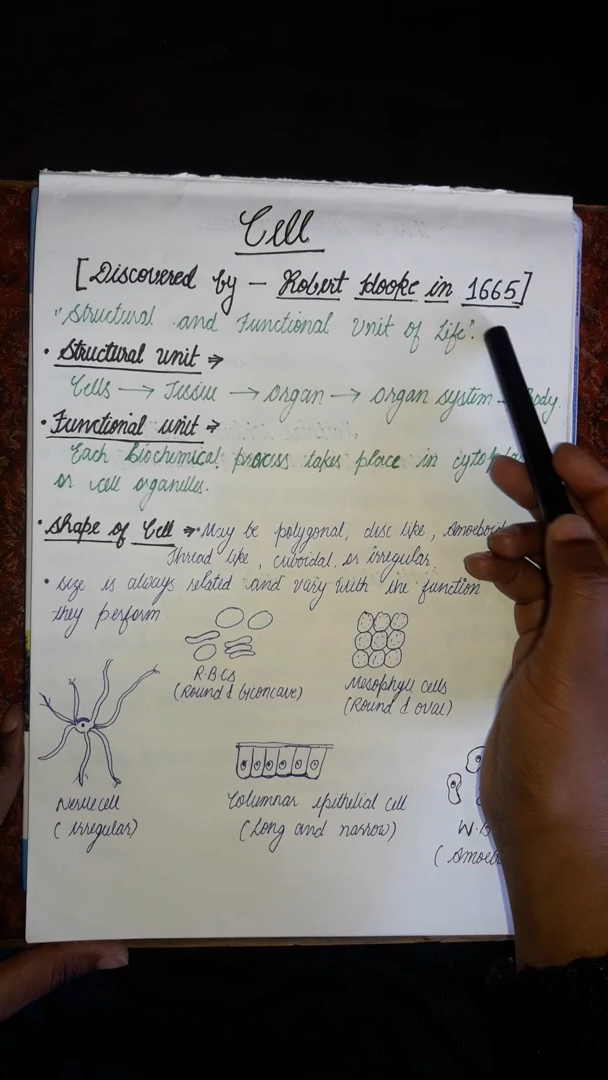 Cell
[Discovered by - Robert Hooke in 1665]
"Structural and Functional Unit of Life".
• Structural unit ⇒
Cells → Tissue → Organ → Organ system → Body
• Functional unit ⇒
Each Biochemical process takes place in
or cell organelles.
• Shape of Cell ⇒ • May be polygonal, disc like, Amoeboid
Thread like, cuboidal or irregular
• Size is always related and vary with the function
they perform
R.B.Cs
(Round & biconcave)
Mesophyll cells
(Round & oval)
Nerve cell
(Irregular)
Columnar epithelial cell
(Long and narrow)